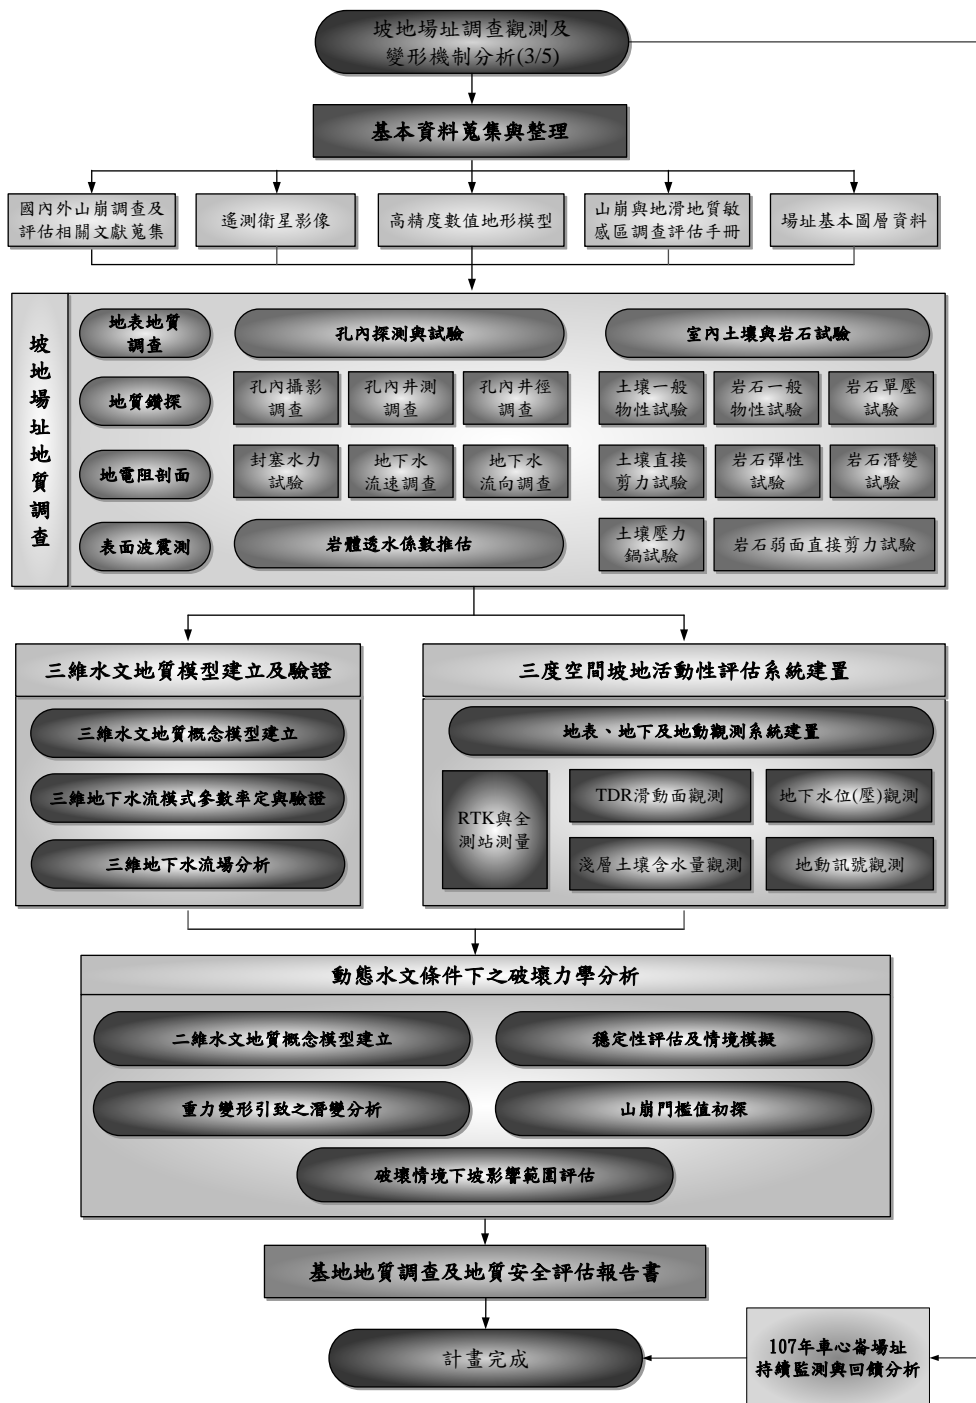 坡地場址調查觀測及
變形機制分析(3/5)
基本資料蒐集與整理
國內外山崩調查及
評估相關文獻蒐集
遙測衛星影像
高精度數值地形模型
山崩與地滑地質敏
感區調查評估手冊
場址基本圖層資料
坡地場址地質調查
地表地質
調查
地質鑽探
地電阻剖面
表面波震測
孔內探測與試驗
孔內攝影
調查
孔內井測
調查
孔內井徑
調查
封塞水力
試驗
地下水
流速調查
地下水
流向調查
岩體透水係數推估
室內土壤與岩石試驗
土壤一般
物性試驗
岩石一般
物性試驗
岩石單壓
試驗
土壤直接
剪力試驗
岩石彈性
試驗
岩石潛變
試驗
土壤壓力
鍋試驗
岩石弱面直接剪力試驗
三維水文地質模型建立及驗證
三維水文地質概念模型建立
三維地下水流模式參數率定與驗證
三維地下水流場分析
三度空間坡地活動性評估系統建置
地表、地下及地動觀測系統建置
RTK與全
測站測量
TDR滑動面觀測
地下水位(壓)觀測
淺層土壤含水量觀測
地動訊號觀測
動態水文條件下之破壞力學分析
二維水文地質概念模型建立
穩定性評估及情境模擬
重力變形引致之潛變分析
山崩門檻值初探
破壞情境下坡影響範圍評估
基地地質調查及地質安全評估報告書
計畫完成
107年車心崙場址
持續監測與回饋分析